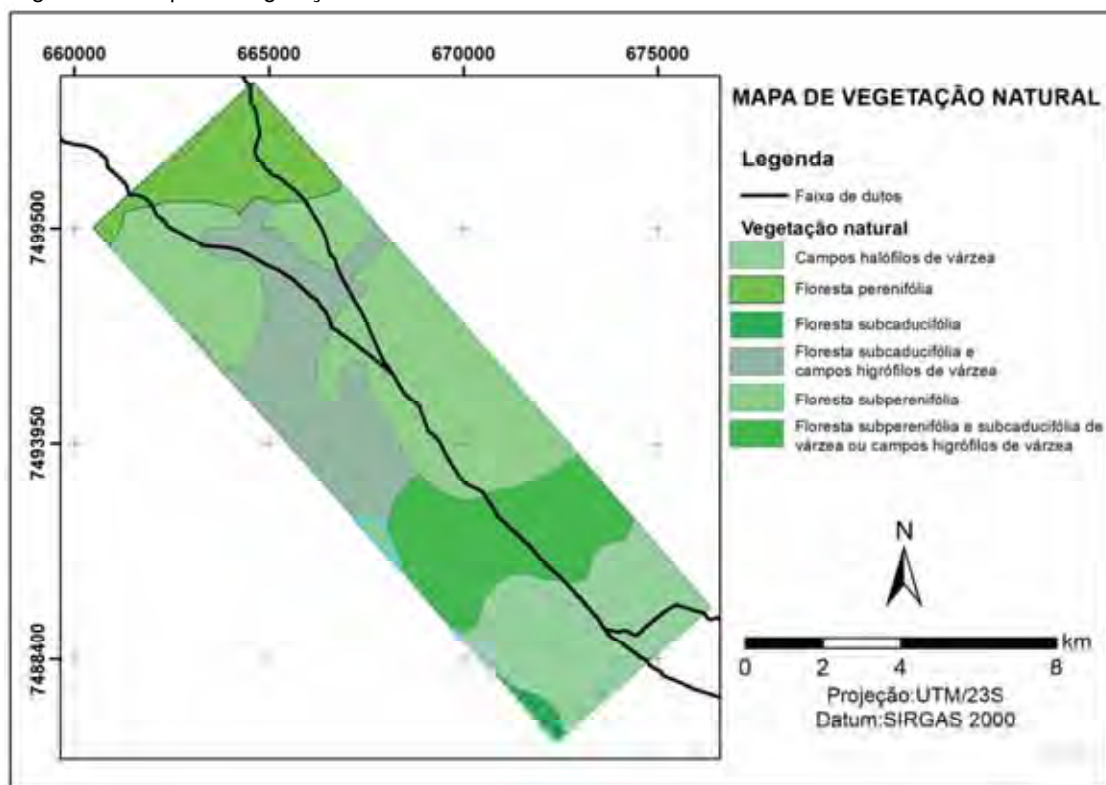 660000 665000 670000 675000
7499500
7493950
7488400
MAPA DE VEGETAÇÃO NATURAL
Legenda
Faixa de dutos
Vegetação natural
Campos halófilos de várzea
Floresta perenifólia
Floresta subcaducifólia
Floresta subcaducifólia e
campos higrófilos de várzea
Floresta subperenifólia
Floresta subperenifólia e subcaducifólia de
várzea ou campos higrófilos de várzea
N
km
0 2 4 8
Projeção:UTM/23S
Datum:SIRGAS 2000